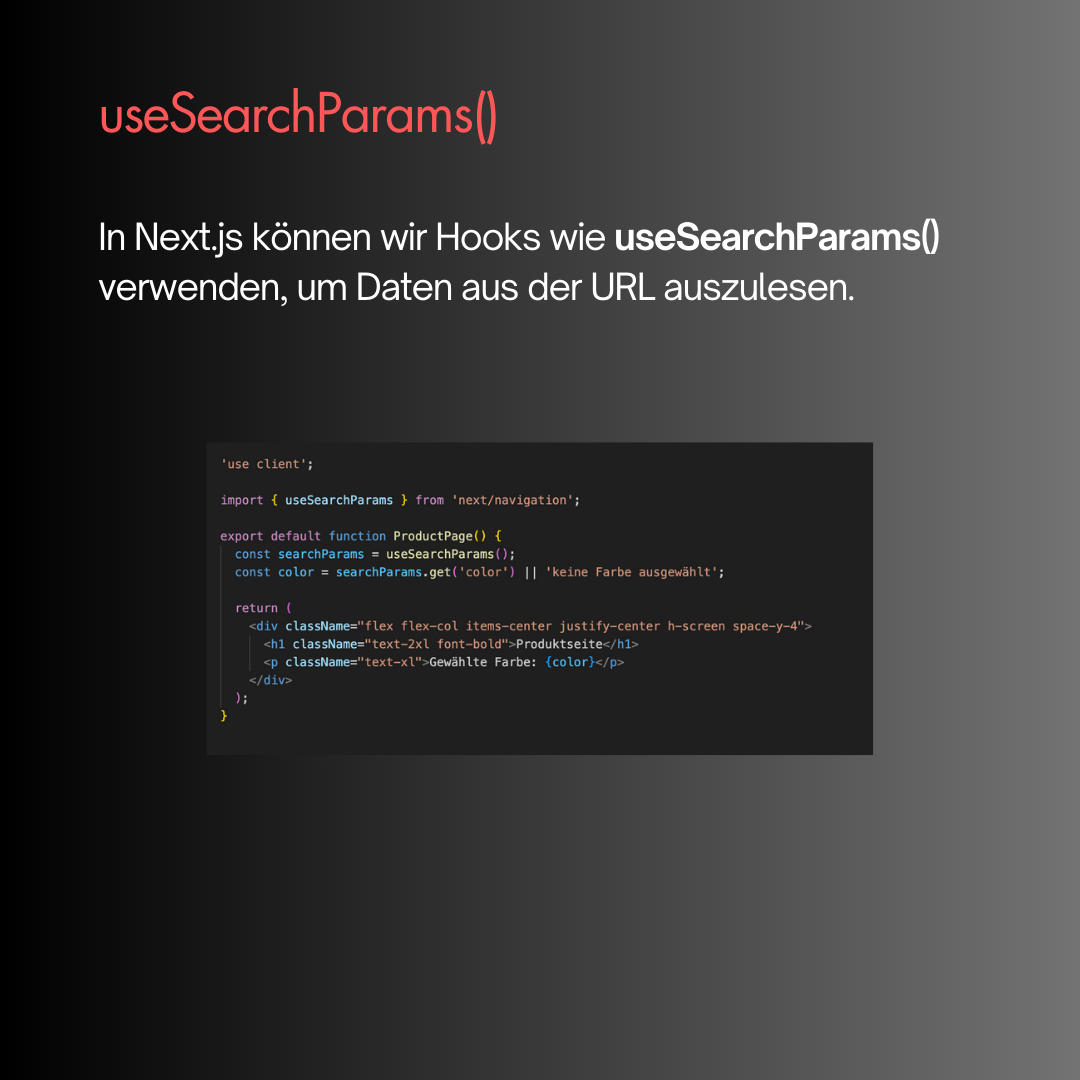 useSearchParams()
In Next.js können wir Hooks wie useSearchParams()
verwenden, um Daten aus der URL auszulesen.
'use client';
import { useSearchParams } from 'next/navigation';
export default function ProductPage() {
  const searchParams = useSearchParams();
  const color = searchParams.get('color') || 'keine Farbe ausgewählt';
  return (
    <div className="flex flex-col items-center justify-center h-screen space-y-4">
      <h1 className="text-2xl font-bold">Produktseite</h1>
      <p className="text-xl">Gewählte Farbe: {color}</p>
    </div>
  );
}